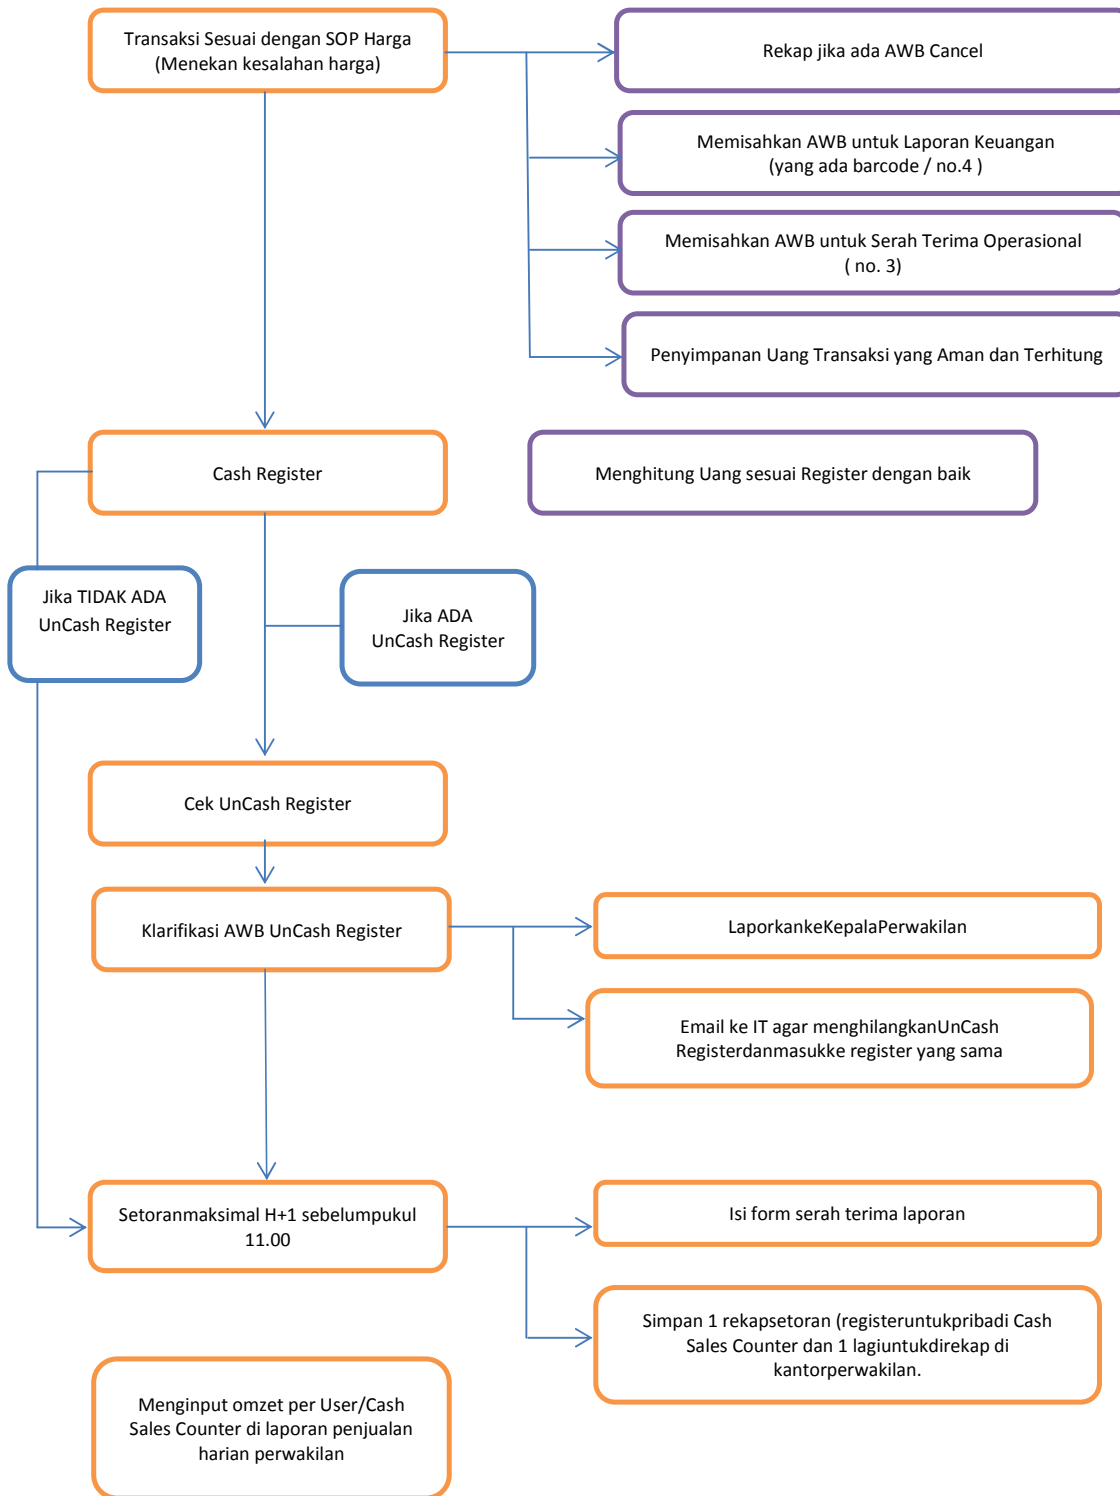 Transaksi Sesuai dengan SOP Harga
(Menekan kesalahan harga)
Rekap jika ada AWB Cancel
Memisahkan AWB untuk Laporan Keuangan
(yang ada barcode / no.4 )
Memisahkan AWB untuk Serah Terima Operasional
( no. 3)
Penyimpanan Uang Transaksi yang Aman dan Terhitung
Cash Register
Menghitung Uang sesuai Register dengan baik
Jika TIDAK ADA
UnCash Register
Jika ADA
UnCash Register
Cek UnCash Register
Klarifikasi AWB UnCash Register
LaporkankeKepalaPerwakilan
Email ke IT agar menghilangkanUnCash
Registerdanmasukke register yang sama
Setoranmaksimal H+1 sebelumpukul
11.00
Isi form serah terima laporan
Simpan 1 rekapsetoran (registeruntukpribadi Cash
Sales Counter dan 1 lagiuntukdirekap di
kantorperwakilan.
Menginput omzet per User/Cash
Sales Counter di laporan penjualan
harian perwakilan